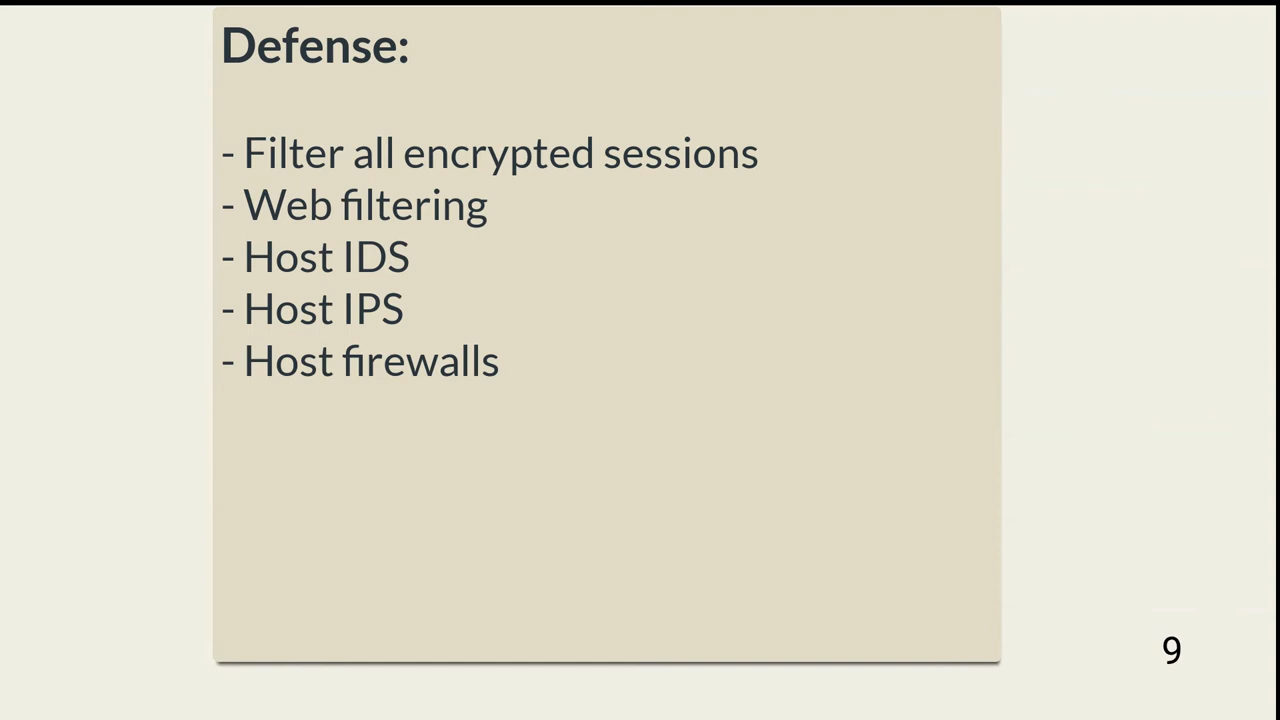 Defense:
- Filter all encrypted sessions
- Web filtering
- Host IDS
- Host IPS
- Host firewalls
9